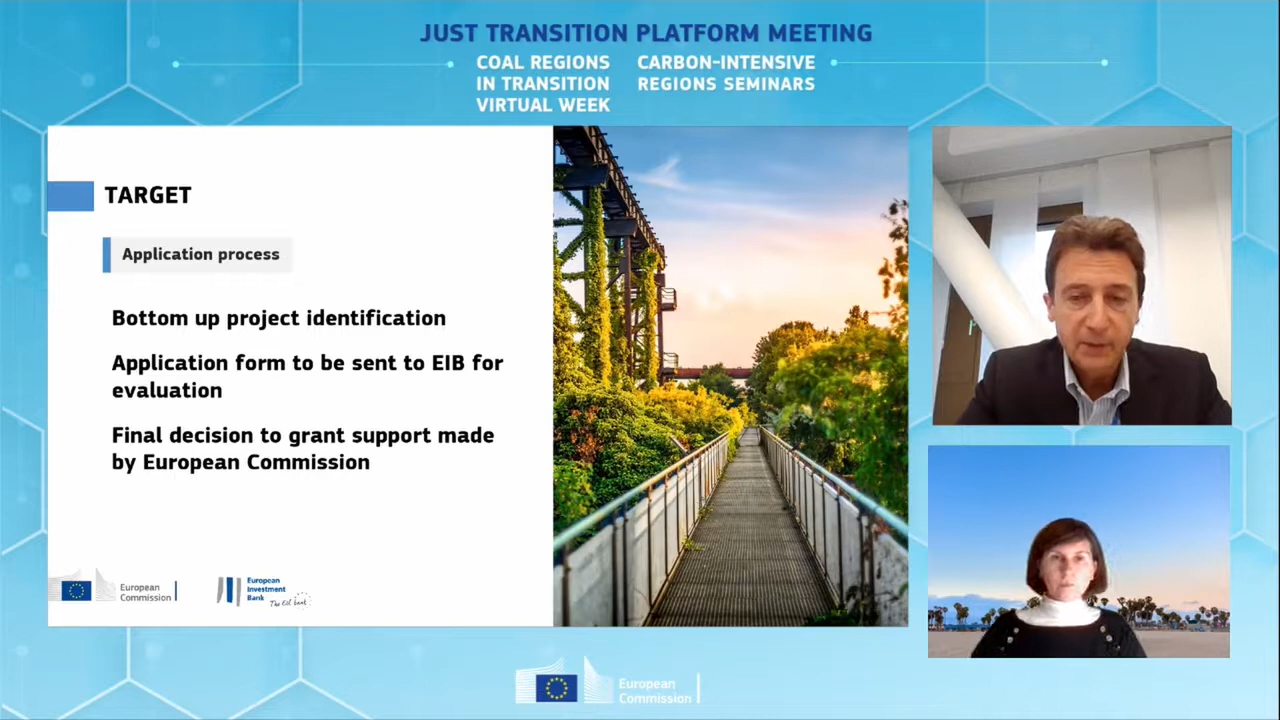 JUST TRANSITION PLATFORM MEETING
COAL REGIONS
IN TRANSITION
VIRTUAL WEEK
CARBON-INTENSIVE
REGIONS SEMINARS
TARGET
Application process
Bottom up project identification
Application form to be sent to EIB for
evaluation
Final decision to grant support made
by European Commission
European
Commission
European
Investment
Bank
The EU bank
European
Commission